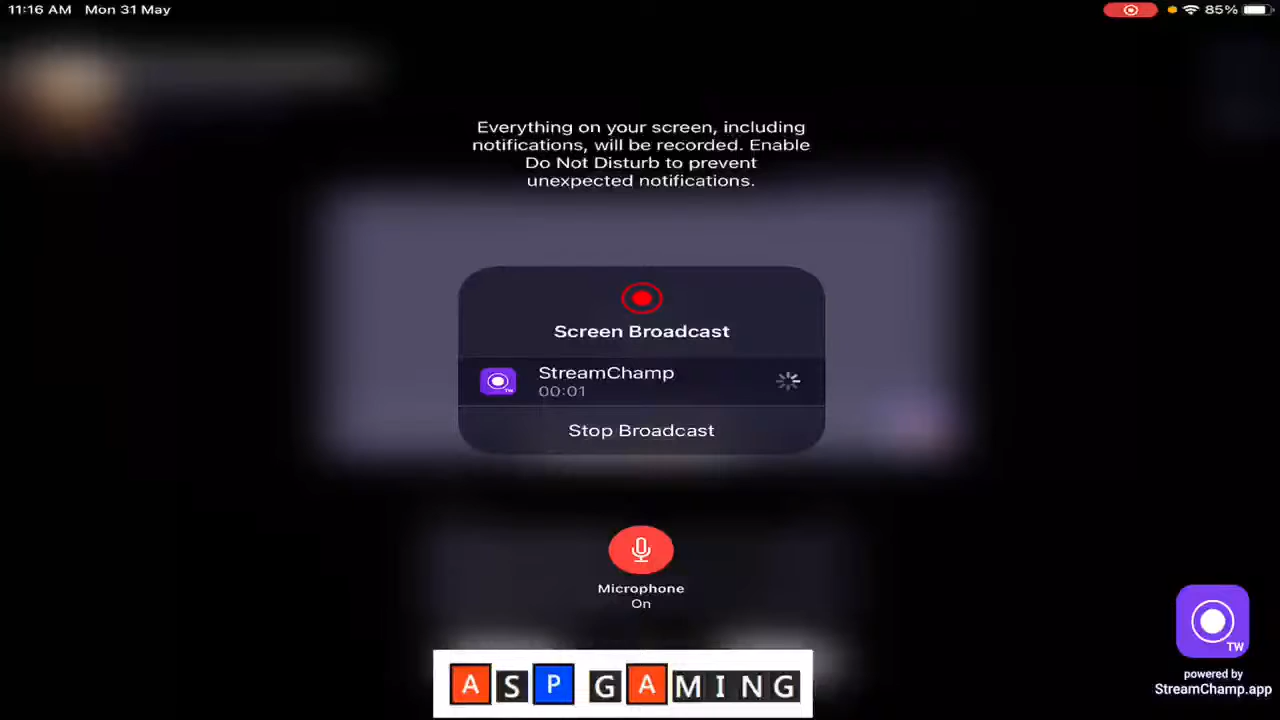 11:16 AM Mon 31 May
85%
Everything on your screen, including
notifications, will be recorded. Enable
Do Not Disturb to prevent
unexpected notifications.
Screen Broadcast
StreamChamp
00:01
TW
Stop Broadcast
Microphone
On
TW
powered by
StreamChamp.app
ASP GAMING